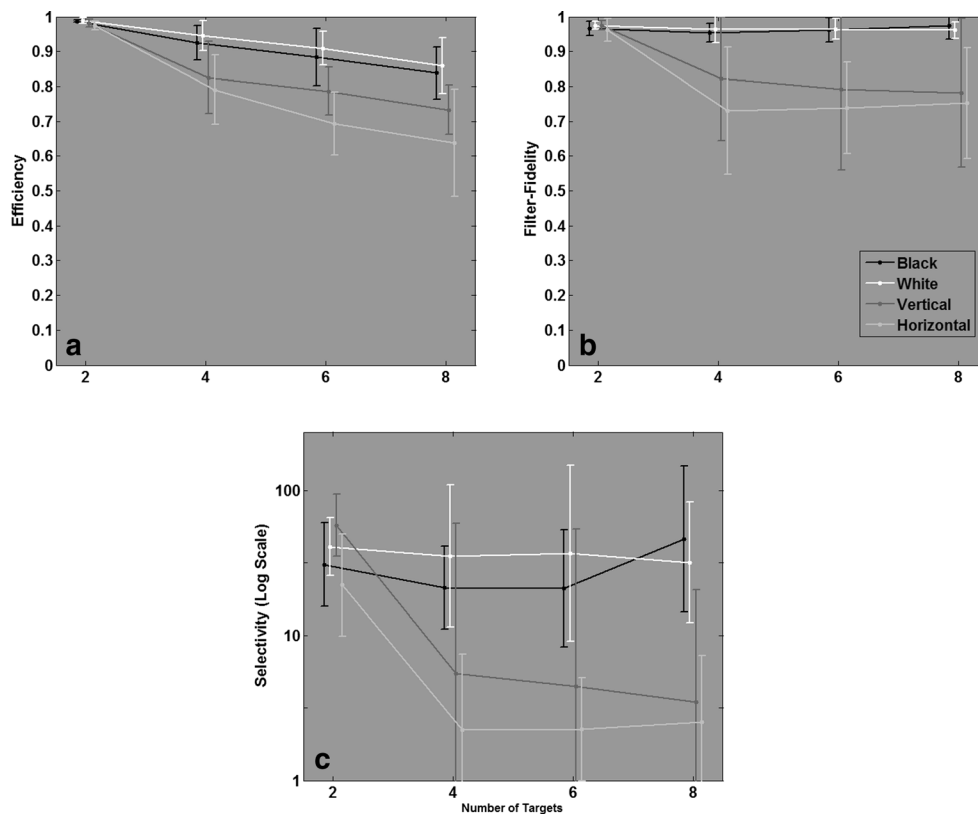 1
0.9
0.8
0.7
0.6
0.5
0.4
0.3
0.2
0.1
0
Efficiency
a
2 4 6 8
1
0.9
0.8
0.7
0.6
0.5
0.4
0.3
0.2
0.1
0
Filter-Fidelity
Black
White
Vertical
Horizontal
b
2 4 6 8
100
10
1
Selectivity (Log Scale)
c
2 4 6 8
Number of Targets